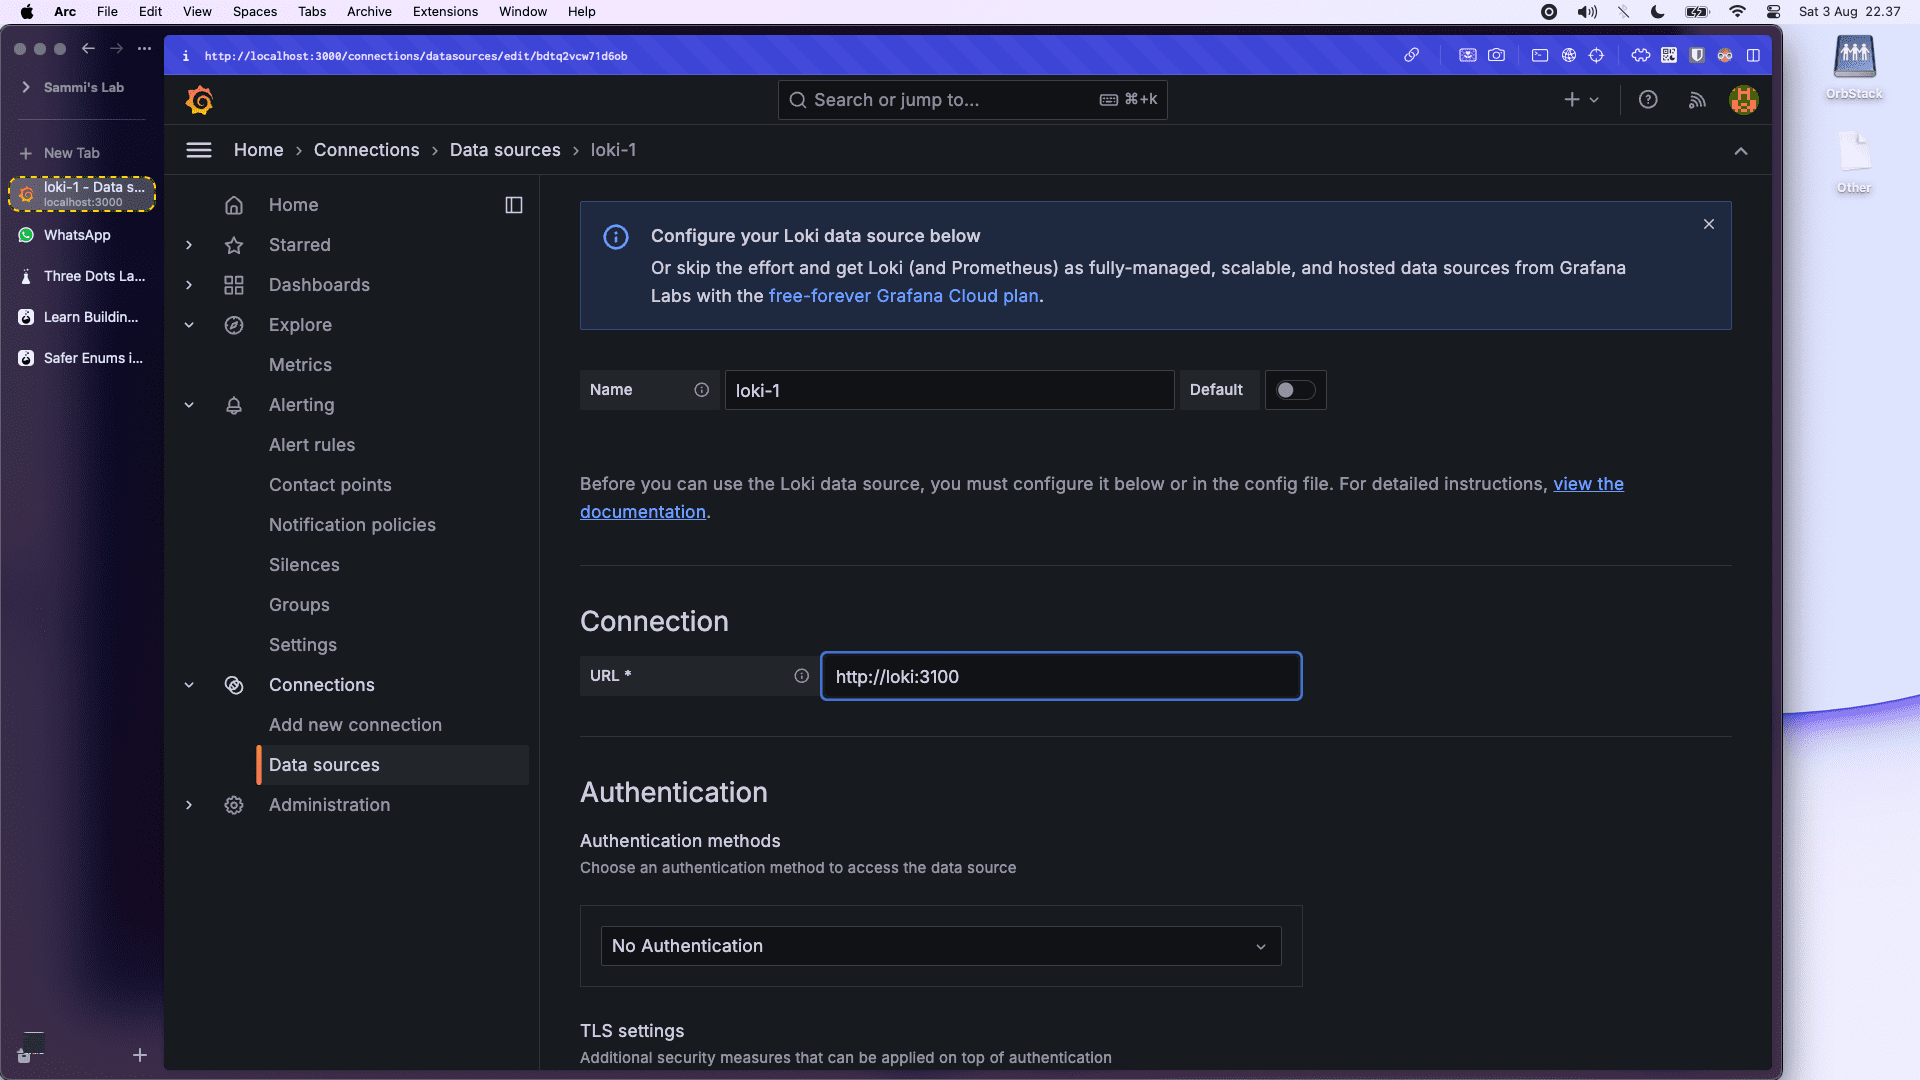 Arc File Edit View Spaces Tabs Archive Extensions Window Help Sat 3 Aug 22.37
http://localhost:3000/connections/datasources/edit/bdtq2vcw71d6ob
Sammi's Lab
New Tab
loki-1 - Data s...
localhost:3000
WhatsApp
Three Dots La...
Learn Buildin...
Safer Enums i...
Search or jump to... ⌘+k
Home › Connections › Data sources › loki-1
Home
Starred
Dashboards
Explore
Metrics
Alerting
Alert rules
Contact points
Notification policies
Silences
Groups
Settings
Connections
Add new connection
Data sources
Administration
Configure your Loki data source below
Or skip the effort and get Loki (and Prometheus) as fully-managed, scalable, and hosted data sources from Grafana
Labs with the free-forever Grafana Cloud plan.
Name loki-1 Default
Before you can use the Loki data source, you must configure it below or in the config file. For detailed instructions, view the
documentation.
Connection
URL * http://loki:3100
Authentication
Authentication methods
Choose an authentication method to access the data source
No Authentication
TLS settings
Additional security measures that can be applied on top of authentication
OrbStack
Other